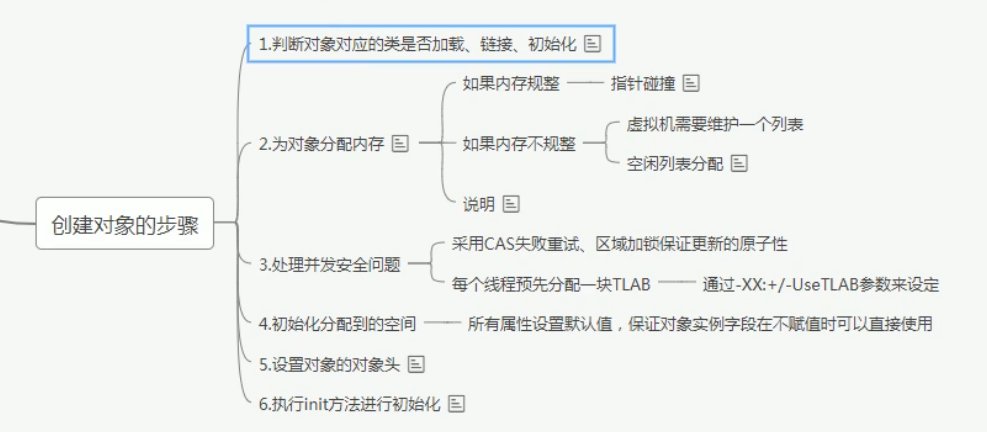 创建对象的步骤
1.判断对象对应的类是否加载、链接、初始化
2.为对象分配内存
如果内存规整
指针碰撞
如果内存不规整
虚拟机需要维护一个列表
空闲列表分配
说明
3.处理并发安全问题
采用CAS失败重试、区域加锁保证更新的原子性
每个线程预先分配一块TLAB
通过-XX:+/-UseTLAB参数来设定
4.初始化分配到的空间
所有属性设置默认值，保证对象实例字段在不赋值时可以直接使用
5.设置对象的对象头
6.执行init方法进行初始化